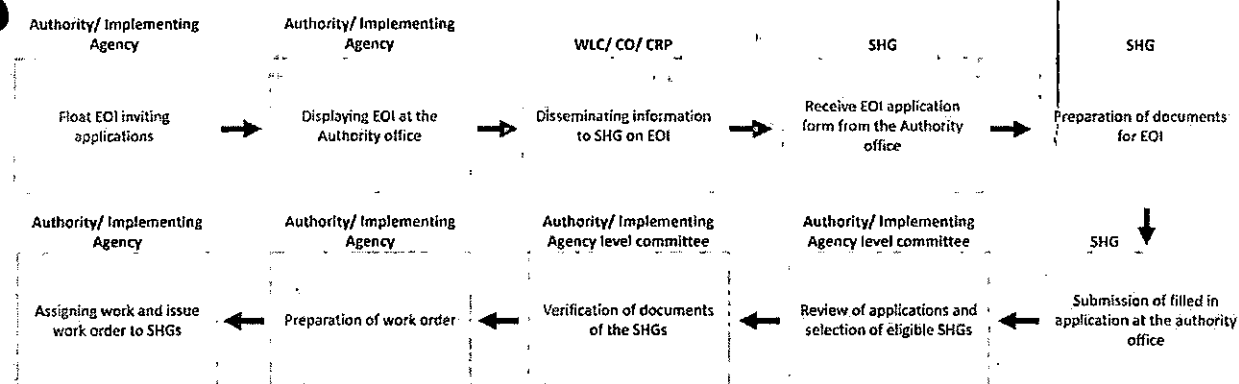 Authority/ Implementing
Agency
Float EOI inviting
applications
Authority/ Implementing
Agency
Displaying EOI at the
Authority office
WLC/ CO/ CRP
Disseminating information
to SHG on EOI
SHG
Receive EOI application
form from the Authority
office
SHG
Preparation of documents
for EOI
SHG
Submission of filled in
application at the authority
office
Authority/ Implementing
Agency level committee
Review of applications and
selection of eligible SHGs
Authority/ Implementing
Agency level committee
Verification of documents
of the SHGs
Authority/ Implementing
Agency
Preparation of work order
Authority/ Implementing
Agency
Assigning work and issue
work order to SHGs